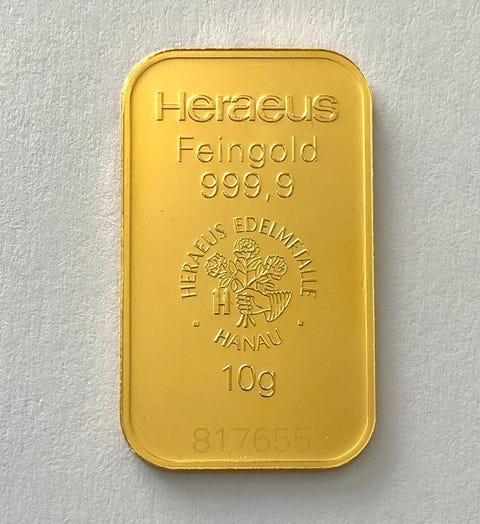 Heraeus
Feingold
999,9
HERAEUS EDELMETALLE
H
· HANAU ·
10g
817655